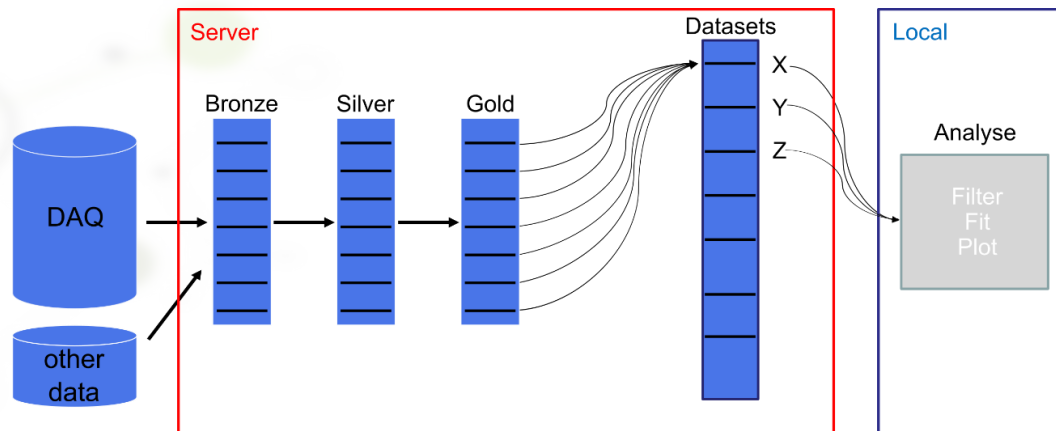 Server
Datasets
Local
Bronze
Silver
Gold
X
Y
Z
Analyse
DAQ
Filter
Fit
Plot
other
data